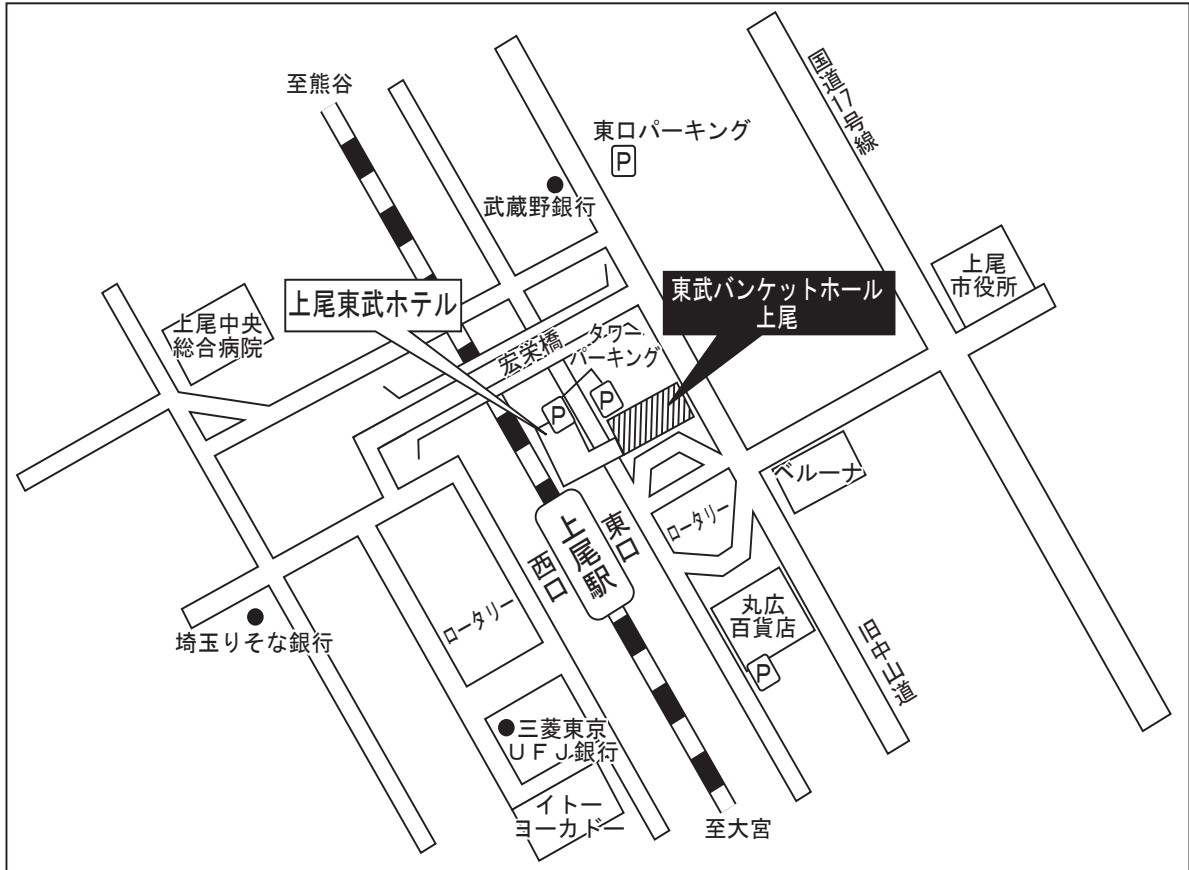 至熊谷
国道17号線
東口パーキング
P
武蔵野銀行
上尾
市役所
上尾東武ホテル
東武バンケットホール
上尾
上尾中央
総合病院
宏栄橋
タワー
パーキング
P
P
ベルーナ
ロータリー
東口
上尾駅
西口
ロータリー
丸広
百貨店
P
旧中山道
埼玉りそな銀行
三菱東京
UFJ銀行
イトー
ヨーカドー
至大宮